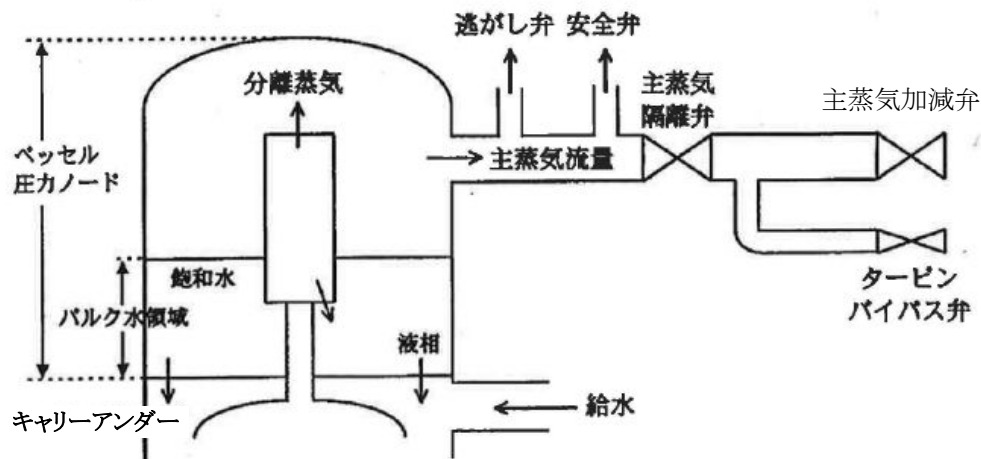 逃がし弁 安全弁
主蒸気
隔離弁
主蒸気加減弁
分離蒸気
ベッセル
圧力ノード
主蒸気流量
飽和水
バルク水領域
タービン
バイパス弁
液相
キャリーアンダー
給水